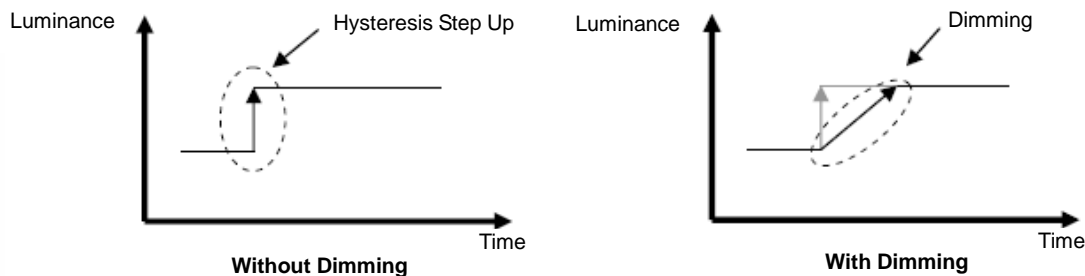 Luminance
Hysteresis Step Up
Time
Without Dimming
Luminance
Dimming
Time
With Dimming